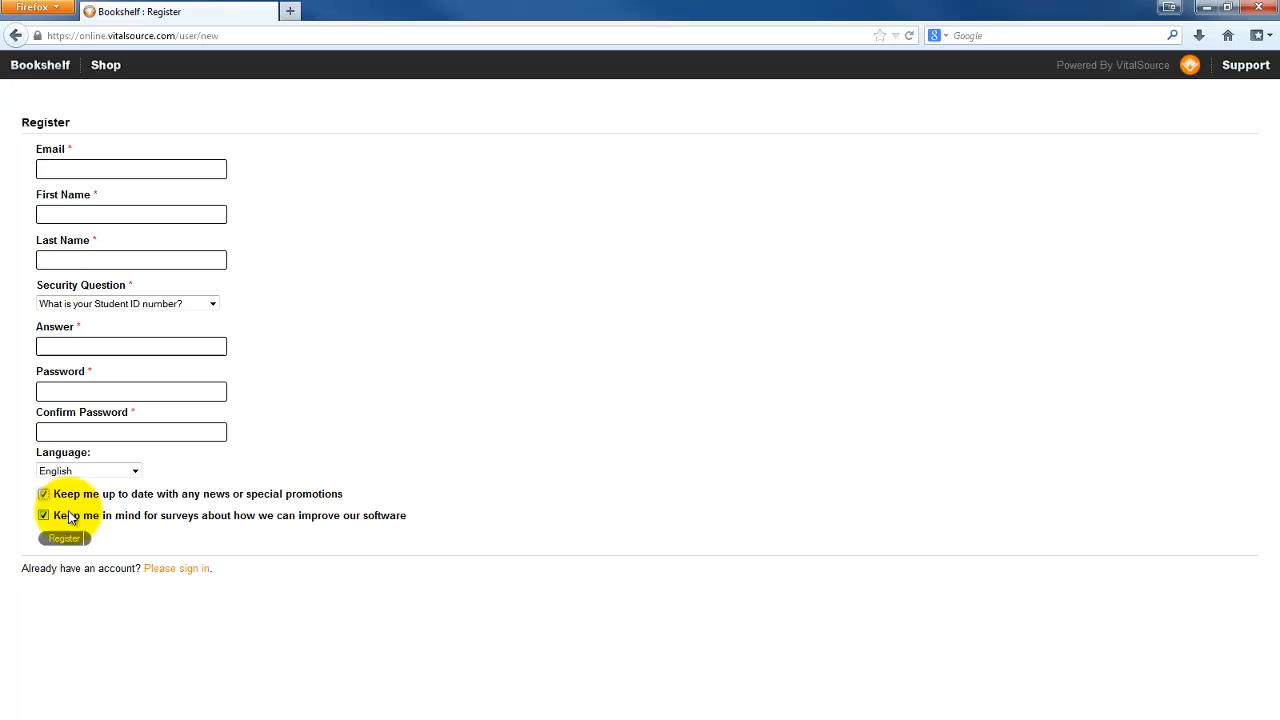 Firefox
Bookshelf : Register
https://online.vitalsource.com/user/new
Google
Bookshelf
Shop
Powered By VitalSource
Support
Register
Email *
First Name *
Last Name *
Security Question *
What is your Student ID number?
Answer *
Password *
Confirm Password *
Language:
English
Keep me up to date with any news or special promotions
Keep me in mind for surveys about how we can improve our software
Register
Already have an account? Please sign in.